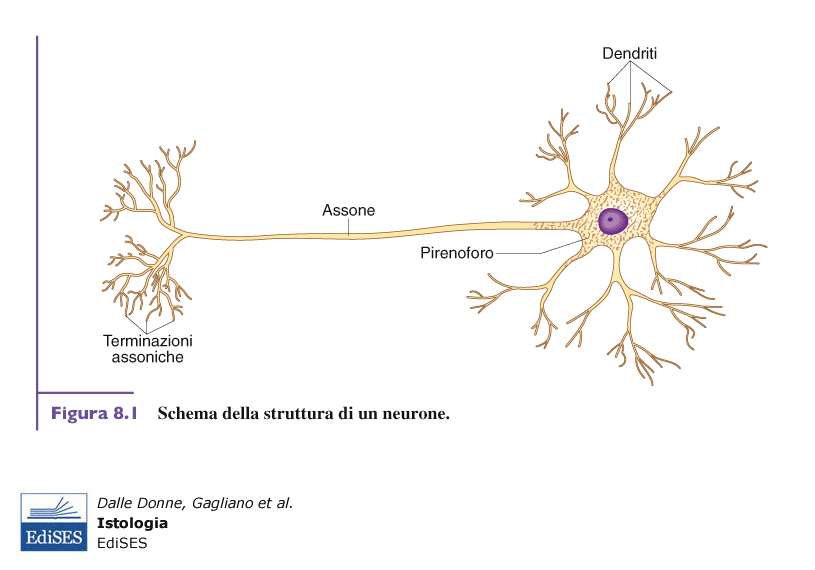 Dendriti
Assone
Pirenoforo
Terminazioni
assoniche
Figura 8.1 Schema della struttura di un neurone.
Dalle Donne, Gagliano et al.
Istologia
EdiSES
EdiSES